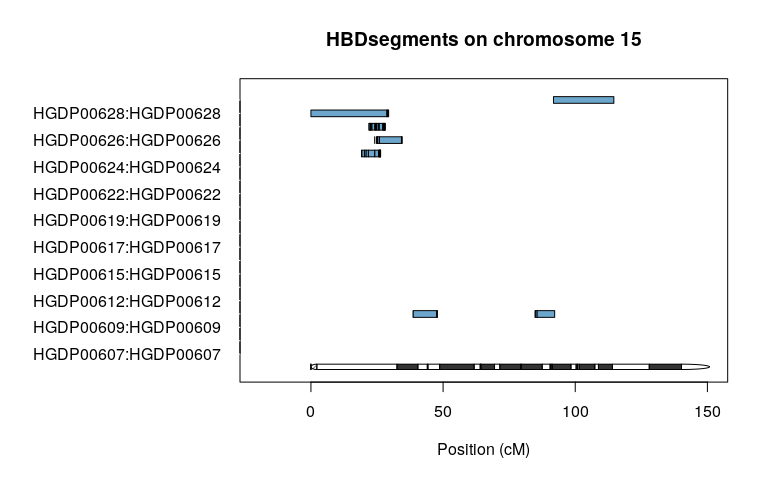 HBDsegments on chromosome 15
HGDP00628:HGDP00628
HGDP00626:HGDP00626
HGDP00624:HGDP00624
HGDP00622:HGDP00622
HGDP00619:HGDP00619
HGDP00617:HGDP00617
HGDP00615:HGDP00615
HGDP00612:HGDP00612
HGDP00609:HGDP00609
HGDP00607:HGDP00607
0 50 100 150
Position (cM)